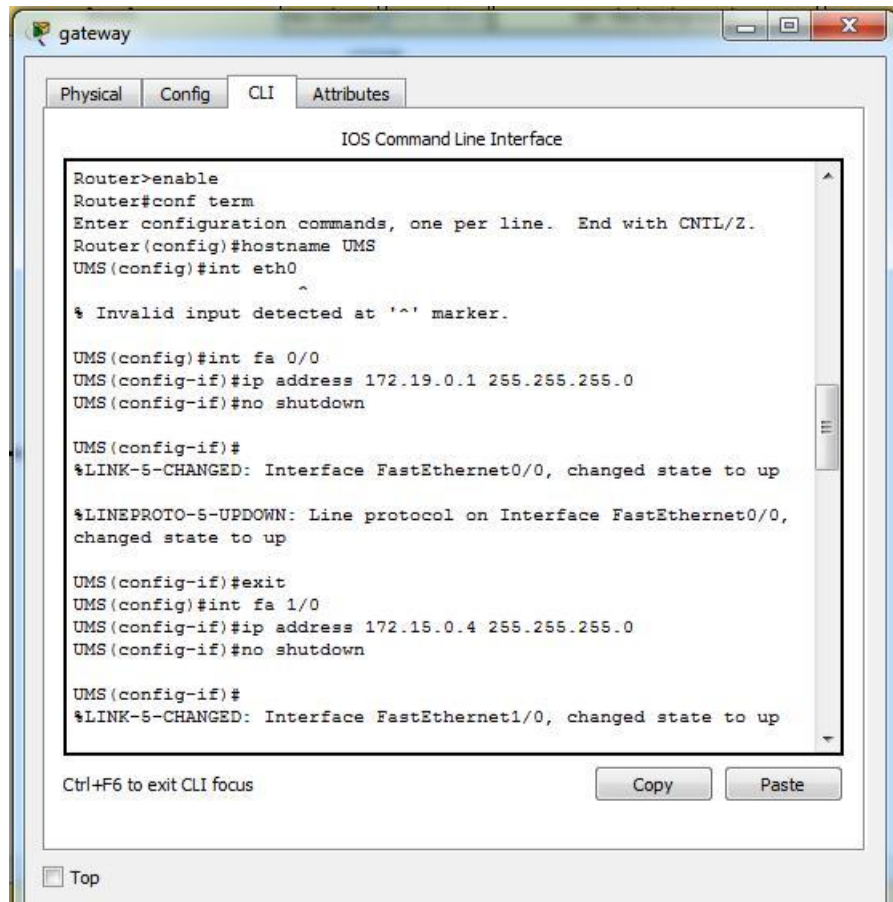 gateway
Physical Config CLI Attributes
IOS Command Line Interface
Router>enable
Router#conf term
Enter configuration commands, one per line.  End with CNTL/Z.
Router(config)#hostname UMS
UMS(config)#int eth0
^
% Invalid input detected at '^' marker.
UMS(config)#int fa 0/0
UMS(config-if)#ip address 172.19.0.1 255.255.255.0
UMS(config-if)#no shutdown
UMS(config-if)#
%LINK-5-CHANGED: Interface FastEthernet0/0, changed state to up
%LINEPROTO-5-UPDOWN: Line protocol on Interface FastEthernet0/0,
changed state to up
UMS(config-if)#exit
UMS(config)#int fa 1/0
UMS(config-if)#ip address 172.15.0.4 255.255.255.0
UMS(config-if)#no shutdown
UMS(config-if)#
%LINK-5-CHANGED: Interface FastEthernet1/0, changed state to up
Ctrl+F6 to exit CLI focus
Copy Paste
Top